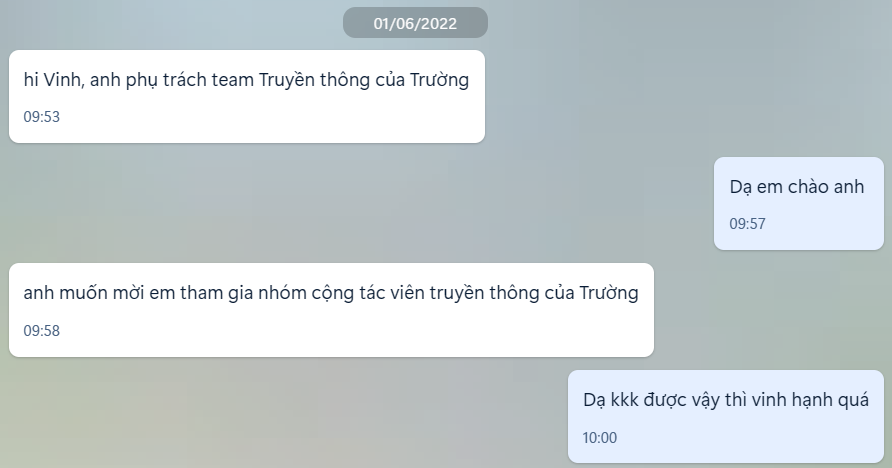 01/06/2022
hi Vinh, anh phụ trách team Truyền thông của Trường
09:53
Dạ em chào anh
09:57
anh muốn mời em tham gia nhóm cộng tác viên truyền thông của Trường
09:58
Dạ kkk được vậy thì vinh hạnh quá
10:00